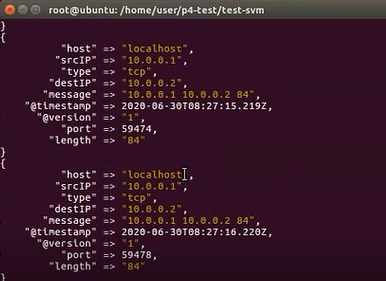 root@ubuntu: /home/user/p4-test/test-svm
}
{
"host" => "localhost",
"srcIP" => "10.0.0.1",
"type" => "tcp",
"destIP" => "10.0.0.2",
"message" => "10.0.0.1 10.0.0.2 84",
"@timestamp" => 2020-06-30T08:27:15.219Z,
"@version" => "1",
"port" => 59474,
"length" => "84"
}
{
"host" => "localhost",
"srcIP" => "10.0.0.1",
"type" => "tcp",
"destIP" => "10.0.0.2",
"message" => "10.0.0.1 10.0.0.2 84",
"@timestamp" => 2020-06-30T08:27:16.220Z,
"@version" => "1",
"port" => 59478,
"length" => "84"
}